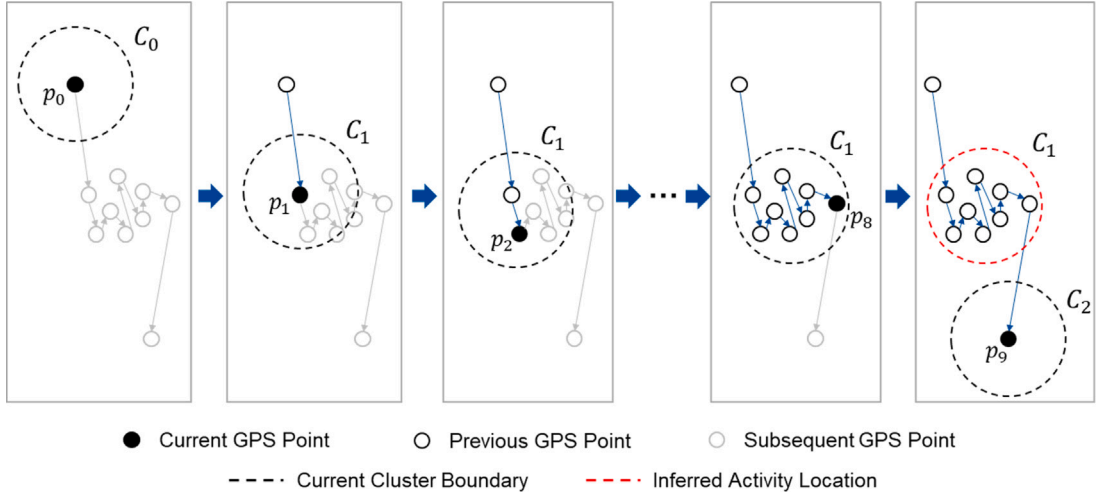 C₀
p₀
C₁
p₁
C₁
p₂
...
C₁
p₈
C₁
C₂
p₉
Current GPS Point
Previous GPS Point
Subsequent GPS Point
Current Cluster Boundary
Inferred Activity Location